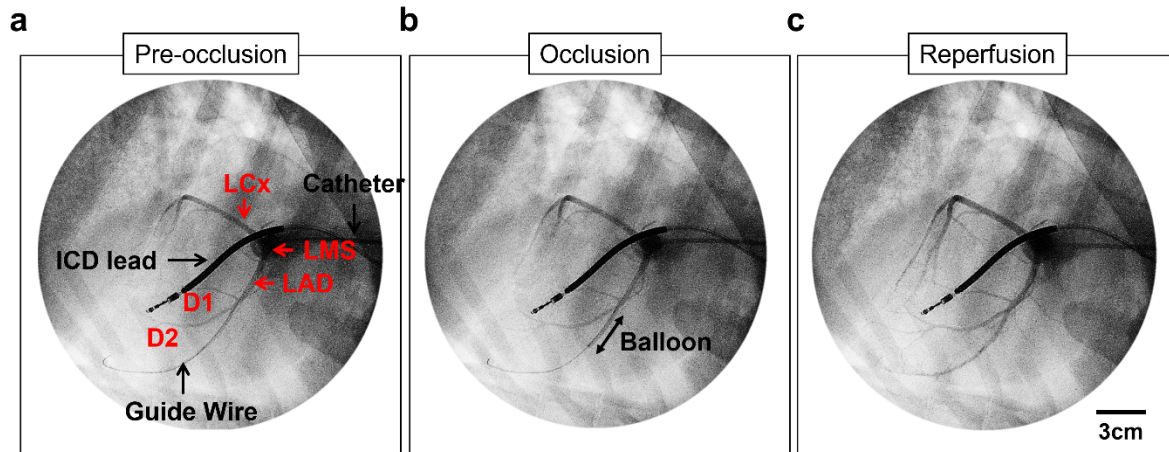 a
Pre-occlusion
LCx
Catheter
ICD lead
LMS
LAD
D1
D2
Guide Wire
b
Occlusion
Balloon
c
Reperfusion
3cm